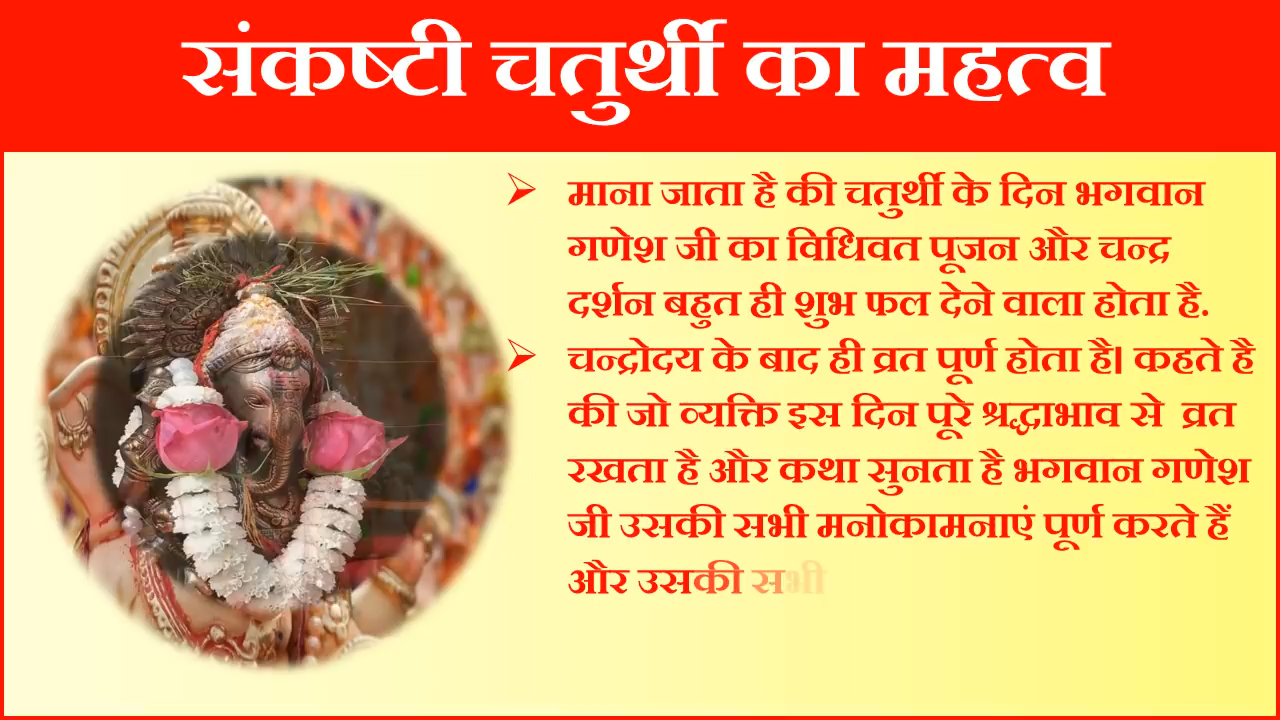 संकष्टी चतुर्थी का महत्व
माना जाता है की चतुर्थी के दिन भगवान
गणेश जी का विधिवत पूजन और चन्द्र
दर्शन बहुत ही शुभ फल देने वाला होता है.
चन्द्रोदय के बाद ही व्रत पूर्ण होता है। कहते है
की जो व्यक्ति इस दिन पूरे श्रद्धाभाव से व्रत
रखता है और कथा सुनता है भगवान गणेश
जी उसकी सभी मनोकामनाएं पूर्ण करते हैं
और उसकी सभी